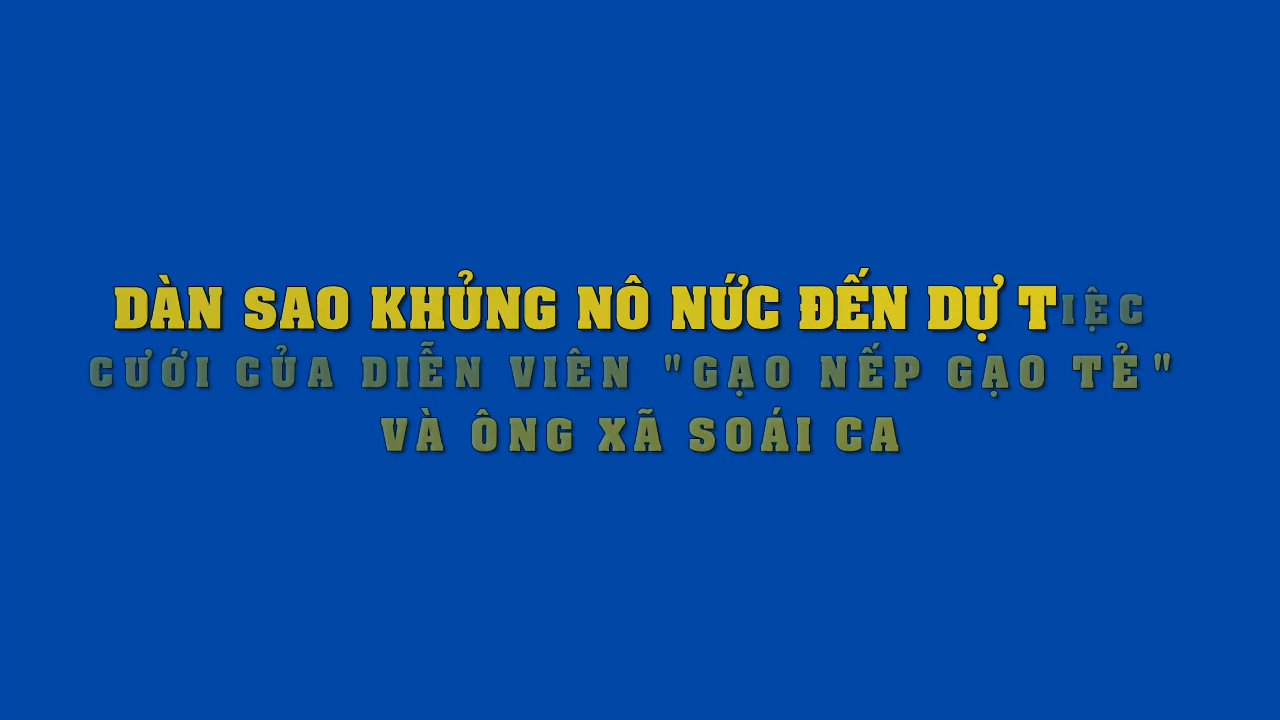 DÀN SAO KHỦNG NÔ NỨC ĐẾN DỰ TIỆC
CƯỚI CỦA DIỄN VIÊN "GẠO NẾP GẠO TẺ"
VÀ ÔNG XÃ SOÁI CA